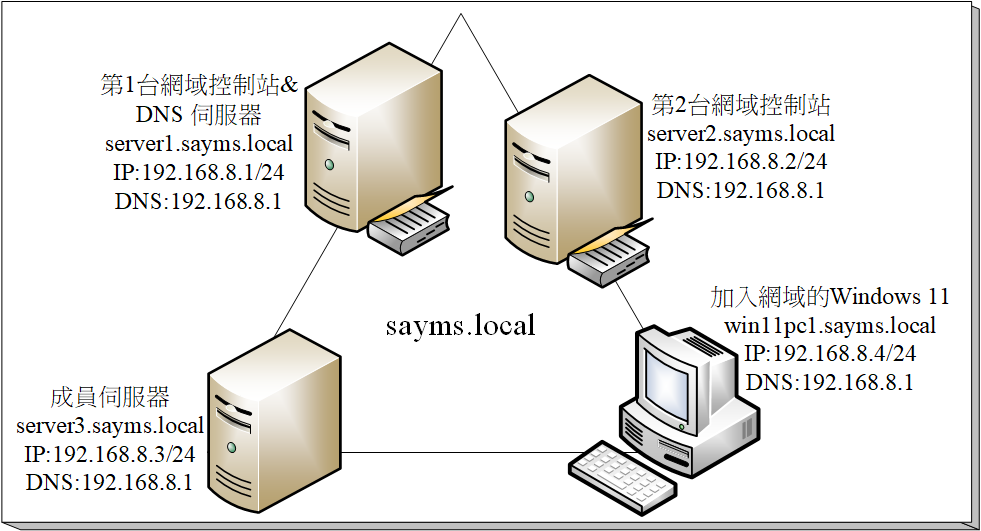 第1台網域控制站&
DNS 伺服器
server1.sayms.local
IP:192.168.8.1/24
DNS:192.168.8.1
第2台網域控制站
server2.sayms.local
IP:192.168.8.2/24
DNS:192.168.8.1
sayms.local
成員伺服器
server3.sayms.local
IP:192.168.8.3/24
DNS:192.168.8.1
加入網域的Windows 11
win11pc1.sayms.local
IP:192.168.8.4/24
DNS:192.168.8.1